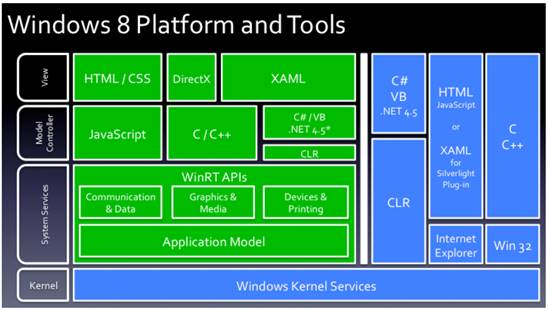 Windows 8 Platform and Tools
View
HTML / CSS
DirectX
XAML
C#
VB
.NET 4.5
HTML
JavaScript
or
XAML
for
Silverlight
Plug-in
C
C++
Model
Controller
JavaScript
C / C++
C# / VB
.NET 4.5*
CLR
System Services
WinRT APIs
Communication
& Data
Graphics &
Media
Devices &
Printing
Application Model
CLR
Internet
Explorer
Win 32
Kernel
Windows Kernel Services